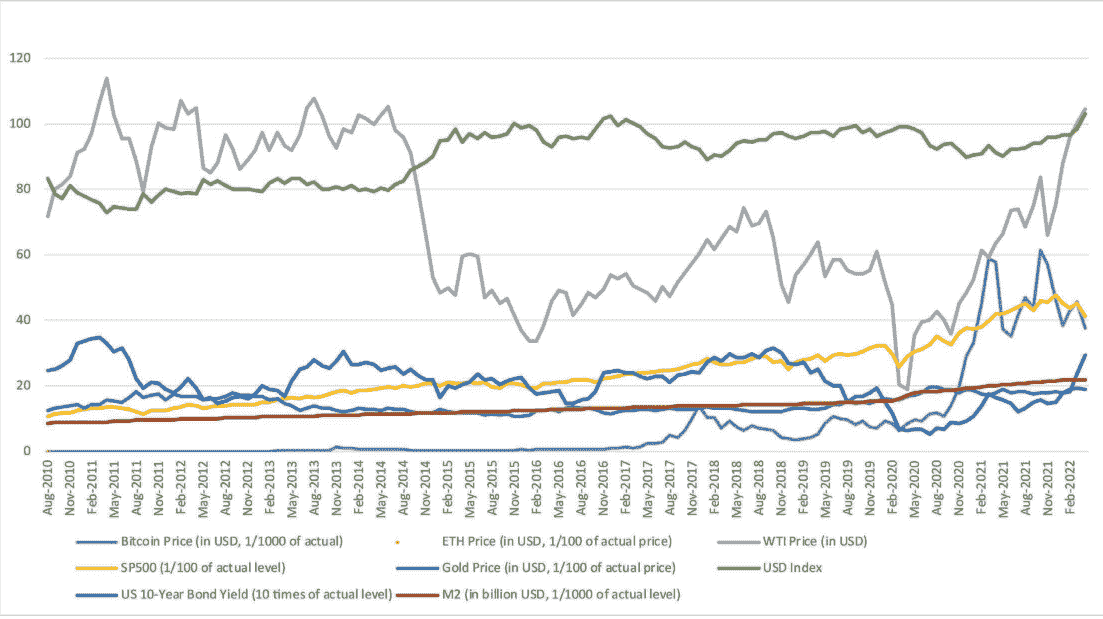 120
100
80
60
40
20
0
Aug-2010
Nov-2010
Feb-2011
May-2011
Aug-2011
Nov-2011
Feb-2012
May-2012
Aug-2012
Nov-2012
Feb-2013
May-2013
Aug-2013
Nov-2013
Feb-2014
May-2014
Aug-2014
Nov-2014
Feb-2015
May-2015
Aug-2015
Nov-2015
Feb-2016
May-2016
Aug-2016
Nov-2016
Feb-2017
May-2017
Aug-2017
Nov-2017
Feb-2018
May-2018
Aug-2018
Nov-2018
Feb-2019
May-2019
Aug-2019
Nov-2019
Feb-2020
May-2020
Aug-2020
Nov-2020
Feb-2021
May-2021
Aug-2021
Nov-2021
Feb-2022
Bitcoin Price (in USD, 1/1000 of actual)
ETH Price (in USD, 1/100 of actual price)
WTI Price (in USD)
SP500 (1/100 of actual level)
Gold Price (in USD, 1/100 of actual price)
USD Index
US 10-Year Bond Yield (10 times of actual level)
M2 (in billion USD, 1/1000 of actual level)